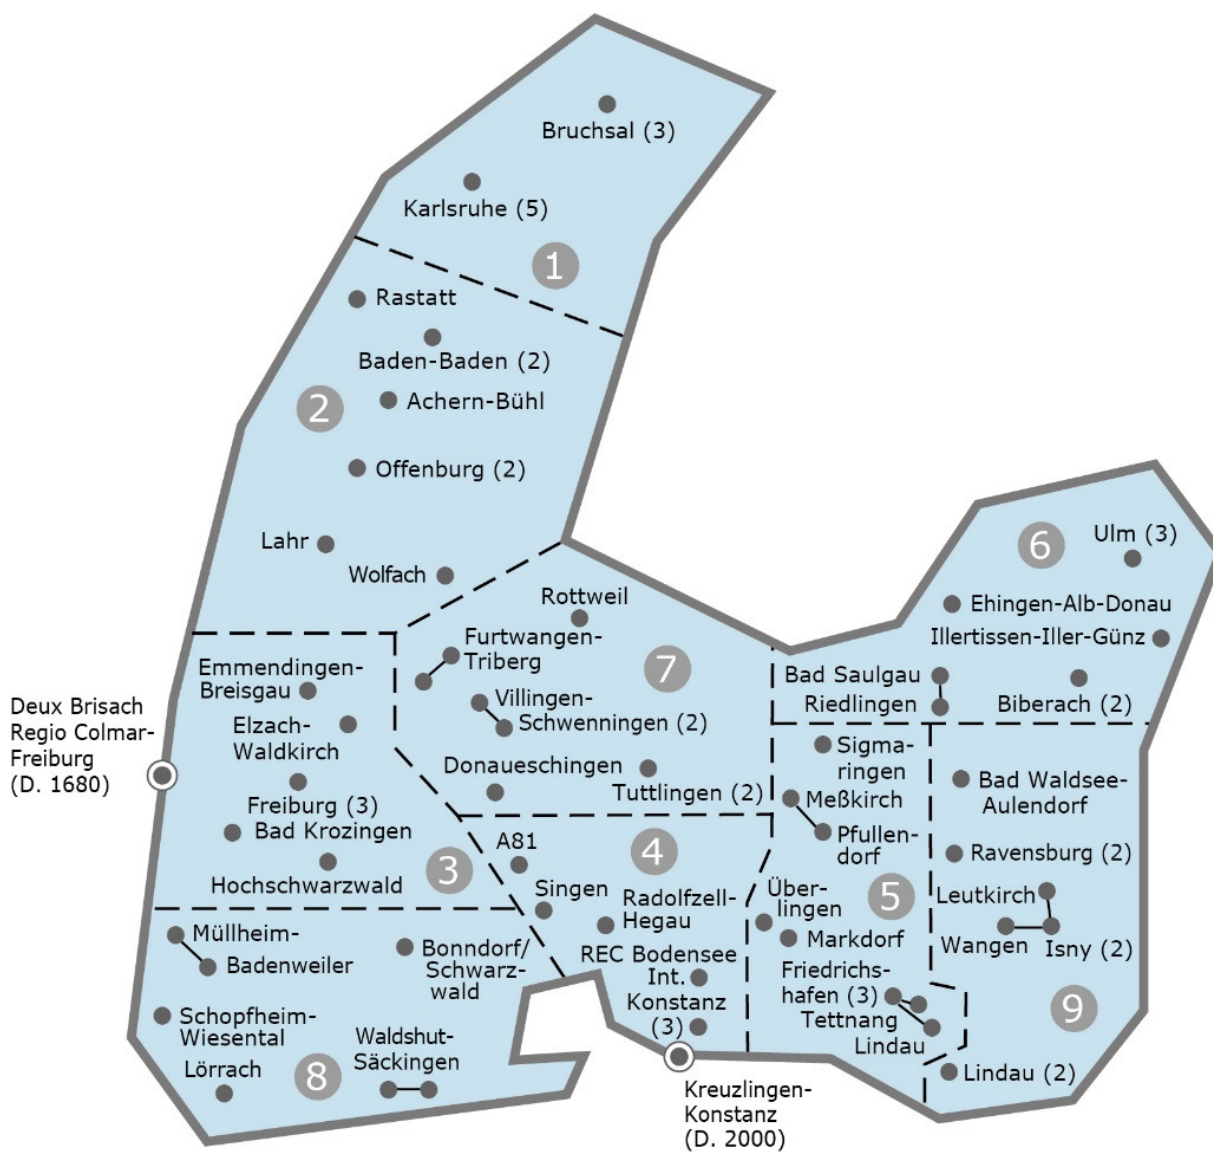 Bruchsal (3)
Karlsruhe (5)
1
Rastatt
Baden-Baden (2)
2
Achern-Bühl
Offenburg (2)
Lahr
Wolfach
6
Ulm (3)
Ehingen-Alb-Donau
Illertissen-Iller-Günz
Bad Saulgau
Riedlingen
Biberach (2)
Rottweil
Furtwangen-
Triberg
7
Villingen-
Schwenningen (2)
Donaueschingen
Tuttlingen (2)
Emmendingen-
Breisgau
Elzach-
Waldkirch
Deux Brisach
Regio Colmar-
Freiburg
(D. 1680)
Freiburg (3)
Bad Krozingen
Hochschwarzwald
3
A81
4
Singen
Radolfzell-
Hegau
REC Bodensee
Int.
Konstanz
(3)
Sigma-
ringen
Meßkirch
Pfullen-
dorf
5
Über-
lingen
Markdorf
Friedrichs-
hafen (3)
Tettnang
Lindau
Bad Waldsee-
Aulendorf
Ravensburg (2)
Leutkirch
Wangen
Isny (2)
9
Lindau (2)
Müllheim-
Badenweiler
Bonndorf/
Schwarz-
wald
Schopfheim-
Wiesental
Waldshut-
Säckingen
Lörrach
8
Kreuzlingen-
Konstanz
(D. 2000)